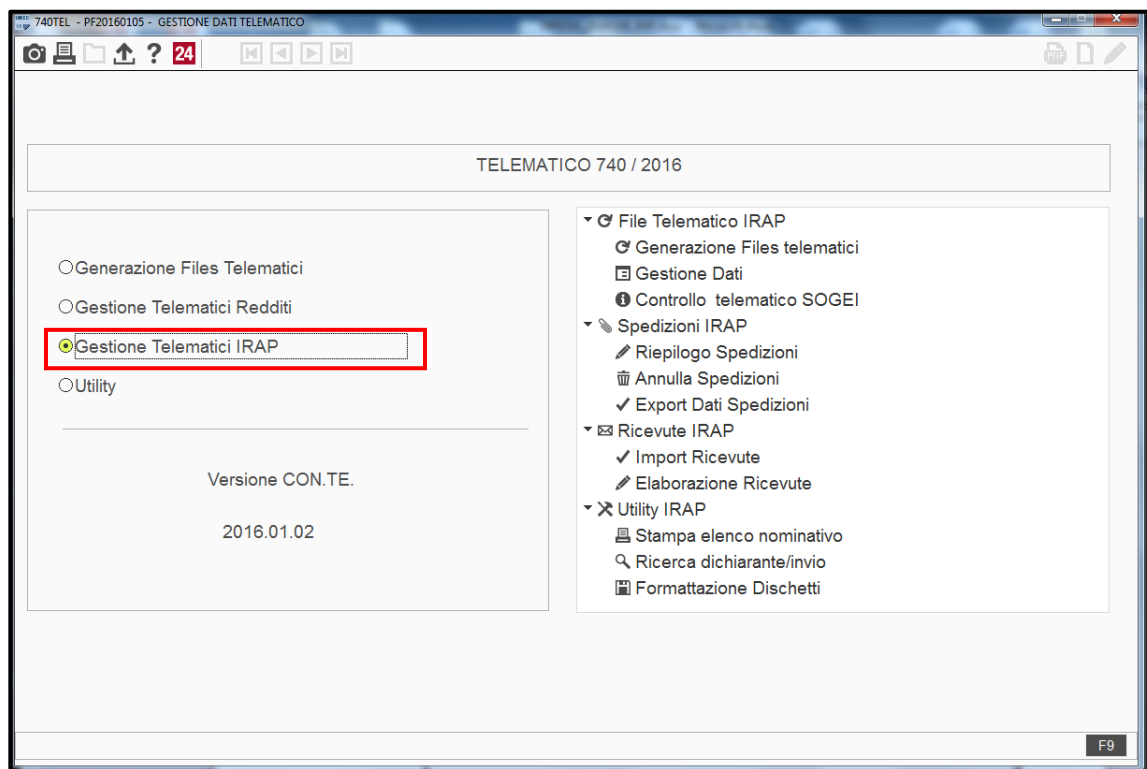 740TEL - PF20160105 - GESTIONE DATI TELEMATICO
? 24
PDF
TELEMATICO 740 / 2016
Generazione Files Telematici
Gestione Telematici Redditi
Gestione Telematici IRAP
Utility
Versione CON.TE.
2016.01.02
File Telematico IRAP
Generazione Files telematici
Gestione Dati
Controllo telematico SOGEI
Spedizioni IRAP
Riepilogo Spedizioni
Annulla Spedizioni
Export Dati Spedizioni
Ricevute IRAP
Import Ricevute
Elaborazione Ricevute
Utility IRAP
Stampa elenco nominativo
Ricerca dichiarante/invio
Formattazione Dischetti
F9